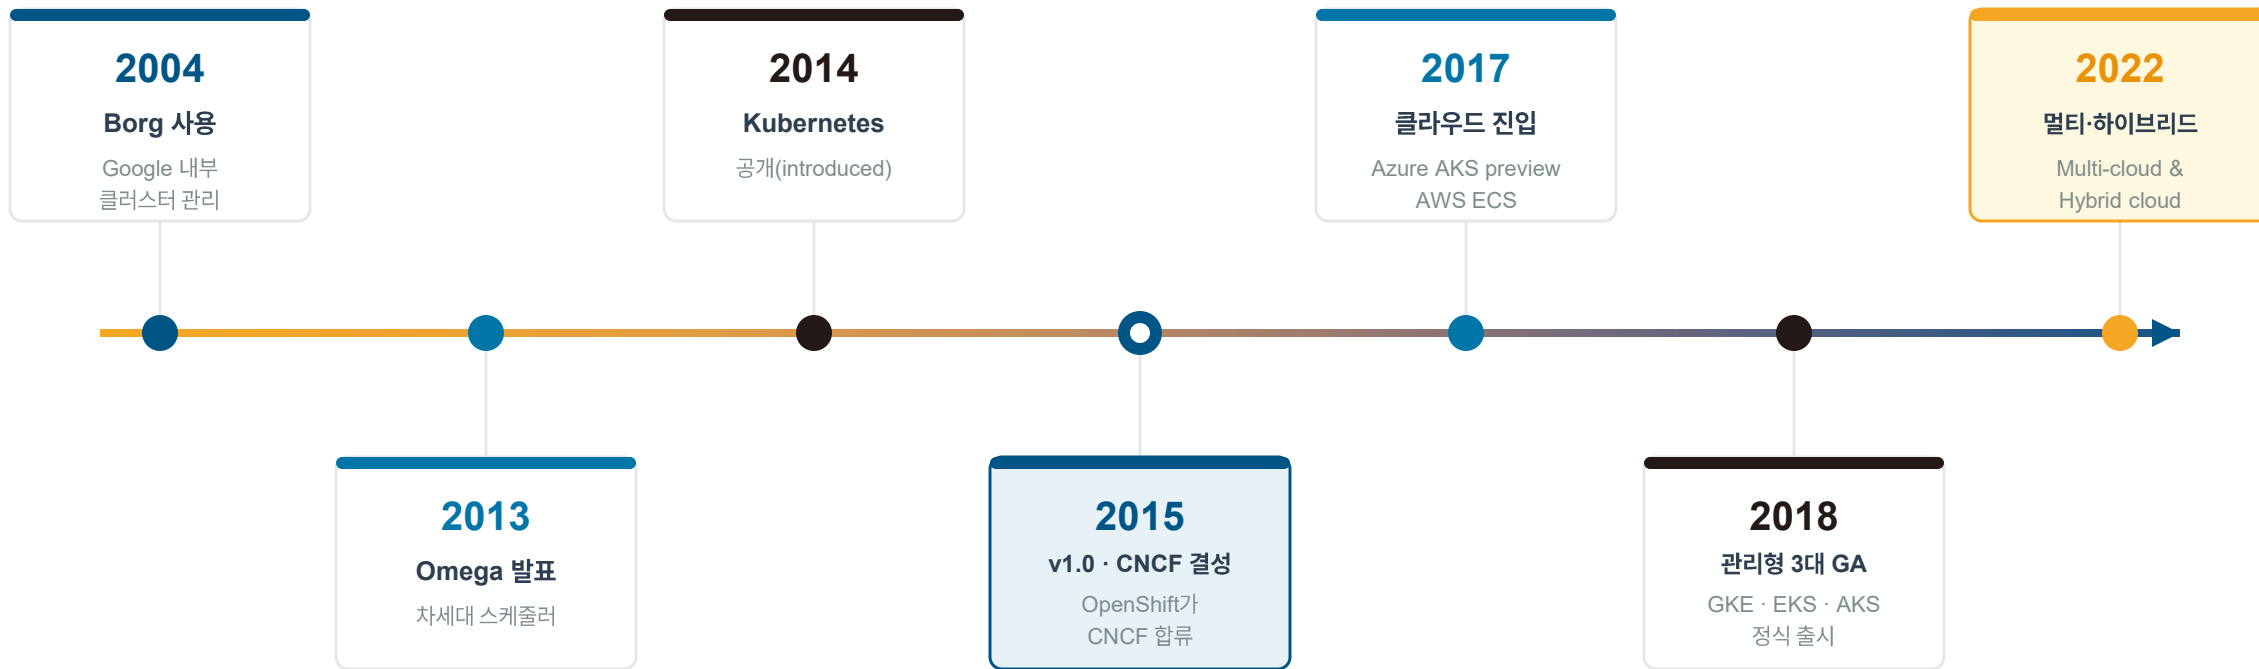 2004
Borg 사용
Google 내부
클러스터 관리
2013
Omega 발표
차세대 스케줄러
2014
Kubernetes
공개(introduced)
2015
v1.0 · CNCF 결성
OpenShift가
CNCF 합류
2017
클라우드 진입
Azure AKS preview
AWS ECS
2018
관리형 3대 GA
GKE · EKS · AKS
정식 출시
2022
멀티·하이브리드
Multi-cloud &
Hybrid cloud